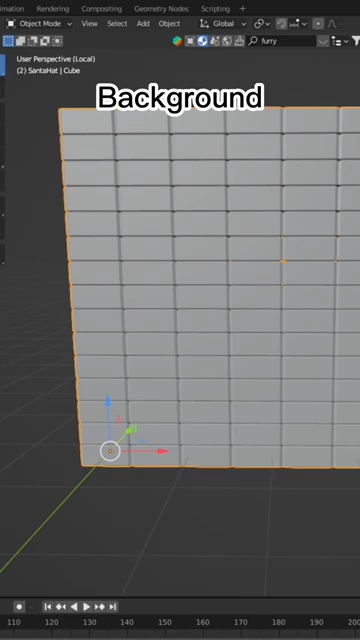 mation
Rendering
Compositing
Geometry Nodes
Scripting
Object Mode
View
Select
Add
Object
Global
furry
User Perspective (Local)
(2) SantaHat | Cube
Background
110 120 130 140 150 160 170 180 190 200